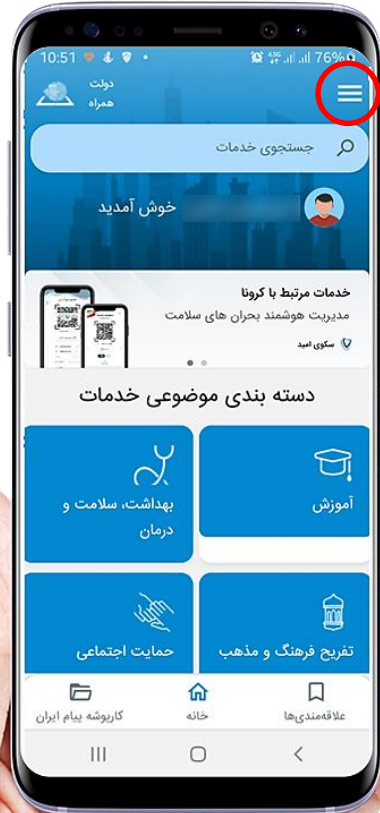 10:51
76%
دولت
همراه
جستجوی خدمات
خوش آمدید
خدمات مرتبط با کرونا
مدیریت هوشمند بحران های سلامت
سکوی امید
دسته بندی موضوعی خدمات
آموزش
بهداشت، سلامت و
درمان
تفریح فرهنگ و مذهب
حمایت اجتماعی
علاقه‌مندی‌ها
خانه
کارپوشه پیام ایران